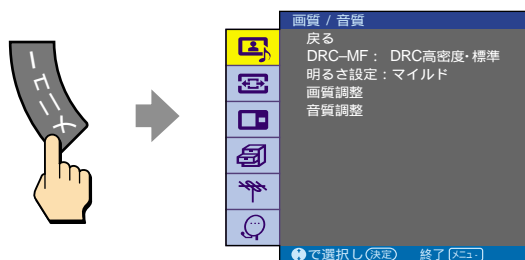 メニュー
画質 / 音質
戻る
DRC–MF： DRC高密度・標準
明るさ設定：マイルド
画質調整
音質調整
で選択し 決定 終了 メニュー